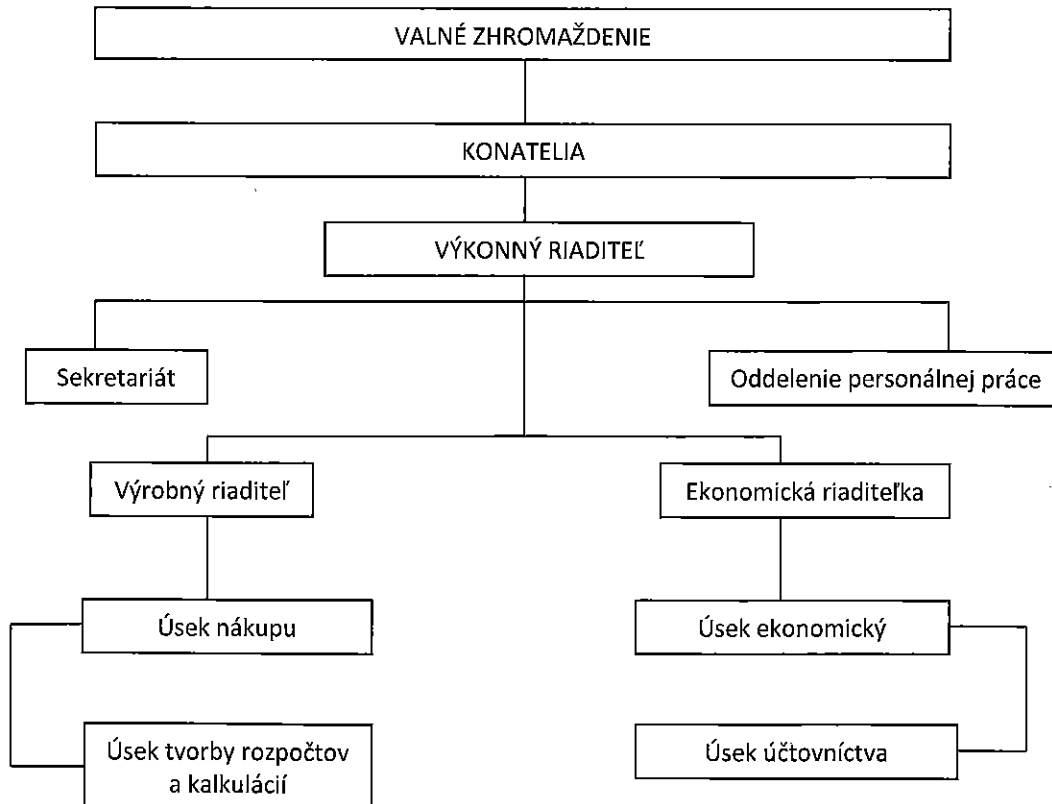 VALNÉ ZHROMAŽDENIE
KONATELIA
VÝKONNÝ RIADITEĽ
Sekretariát
Oddelenie personálnej práce
Výrobný riaditeľ
Ekonomická riaditeľka
Úsek nákupu
Úsek ekonomický
Úsek tvorby rozpočtov
a kalkulácií
Úsek účtovníctva